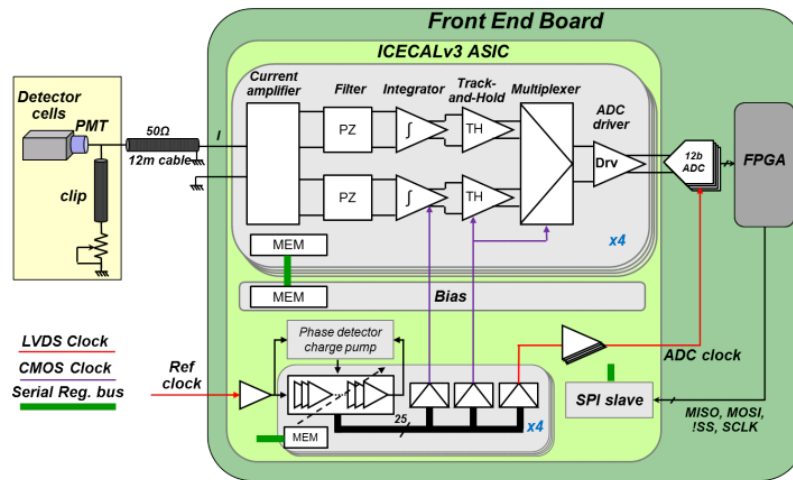 Front End Board
ICECALv3 ASIC
Current
amplifier
Filter
Integrator
Track-
and-Hold
Multiplexer
ADC
driver
Detector
cells
PMT
50Ω
12m cable
I
clip
PZ
∫
TH
PZ
∫
TH
Drv
12b
ADC
FPGA
x4
MEM
MEM
Bias
LVDS Clock
CMOS Clock
Serial Reg. bus
Ref
clock
Phase detector
charge pump
MEM
25
x4
ADC clock
SPI slave
MISO, MOSI,
!SS, SCLK